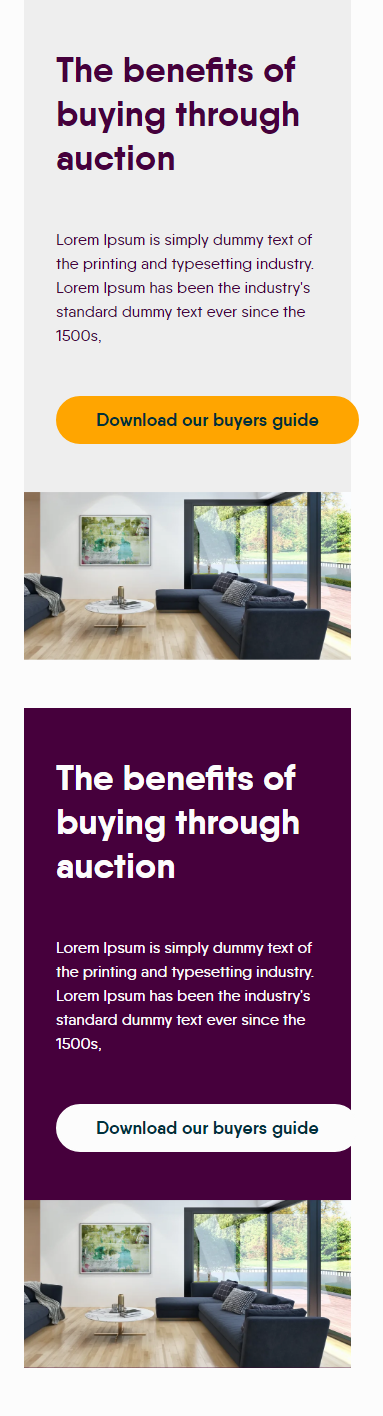 The benefits of
buying through
auction
Lorem Ipsum is simply dummy text of
the printing and typesetting industry.
Lorem Ipsum has been the industry's
standard dummy text ever since the
1500s,
Download our buyers guide
The benefits of
buying through
auction
Lorem Ipsum is simply dummy text of
the printing and typesetting industry.
Lorem Ipsum has been the industry's
standard dummy text ever since the
1500s,
Download our buyers guide